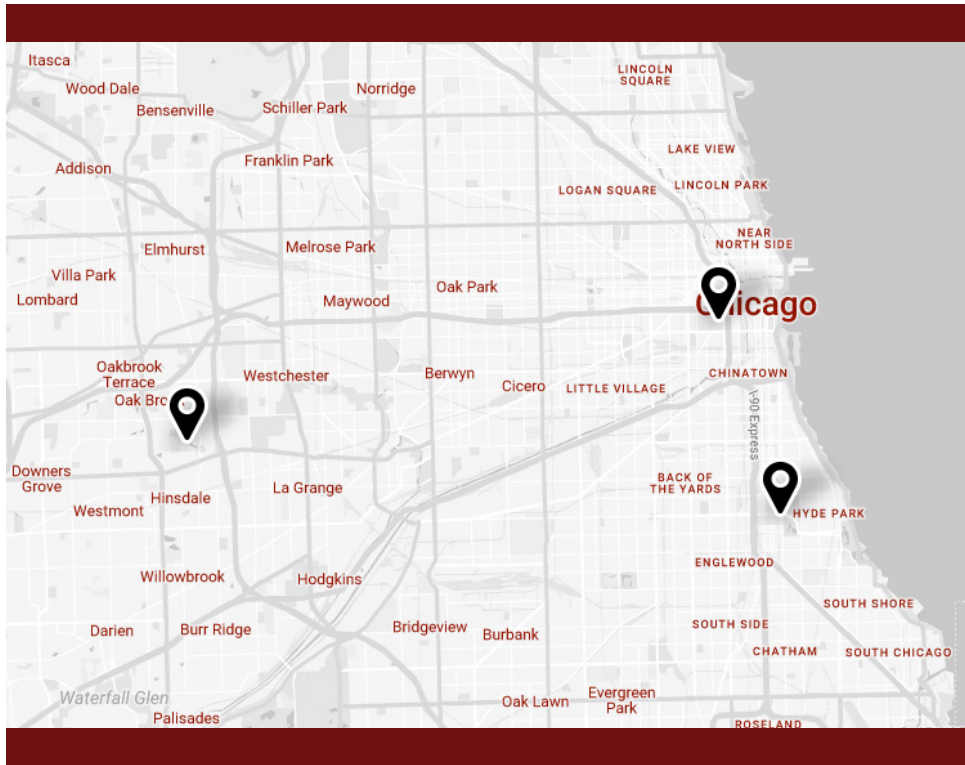 Itasca
Wood Dale
Bensenville
Schiller Park
Norridge
LINCOLN
SQUARE
Addison
Franklin Park
LAKE VIEW
LOGAN SQUARE
LINCOLN PARK
Elmhurst
Melrose Park
NEAR
NORTH SIDE
Villa Park
Lombard
Maywood
Oak Park
Chicago
Oakbrook
Terrace
Oak Bro
Westchester
Berwyn
Cicero
LITTLE VILLAGE
CHINATOWN
I-90 Express
Downers
Grove
Westmont
Hinsdale
La Grange
BACK OF
THE YARDS
HYDE PARK
Willowbrook
Hodgkins
ENGLEWOOD
Darien
Burr Ridge
Bridgeview
Burbank
SOUTH SHORE
SOUTH SIDE
CHATHAM
SOUTH CHICAGO
Waterfall Glen
Palisades
Oak Lawn
Evergreen
Park
ROSELAND